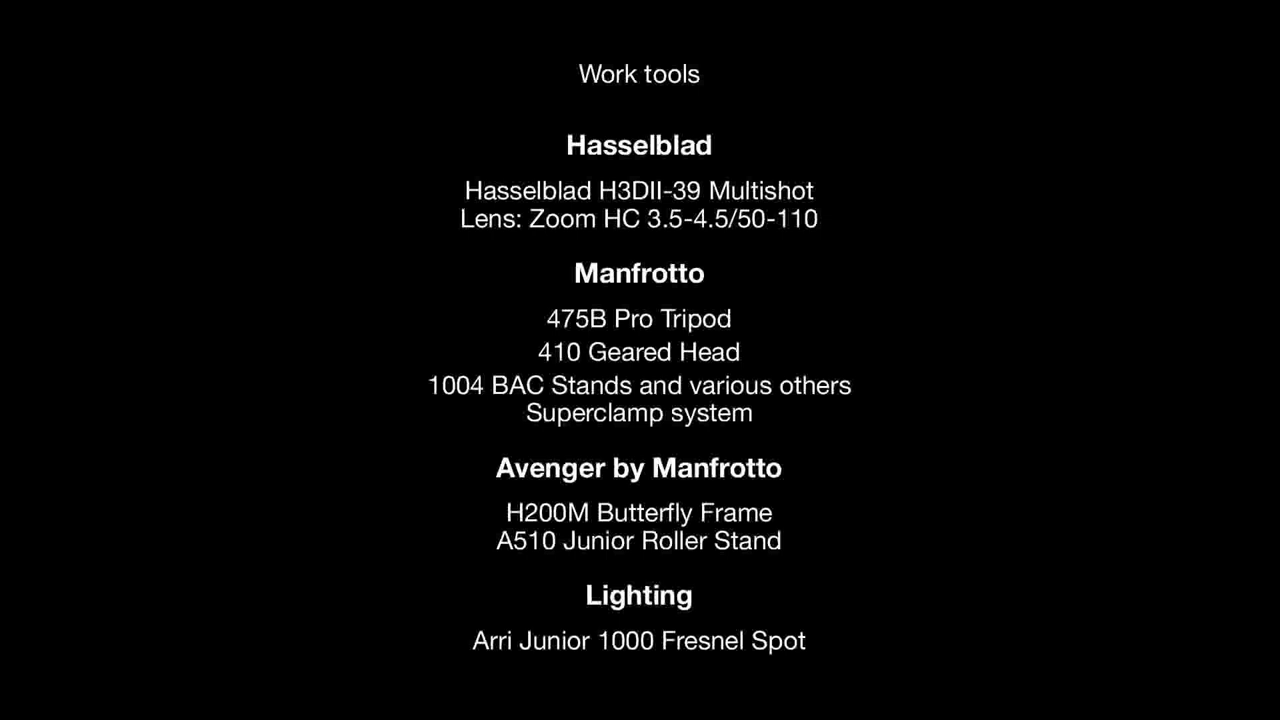 Work tools
Hasselblad
Hasselblad H3DII-39 Multishot
Lens: Zoom HC 3.5-4.5/50-110
Manfrotto
475B Pro Tripod
410 Geared Head
1004 BAC Stands and various others
Superclamp system
Avenger by Manfrotto
H200M Butterfly Frame
A510 Junior Roller Stand
Lighting
Arri Junior 1000 Fresnel Spot